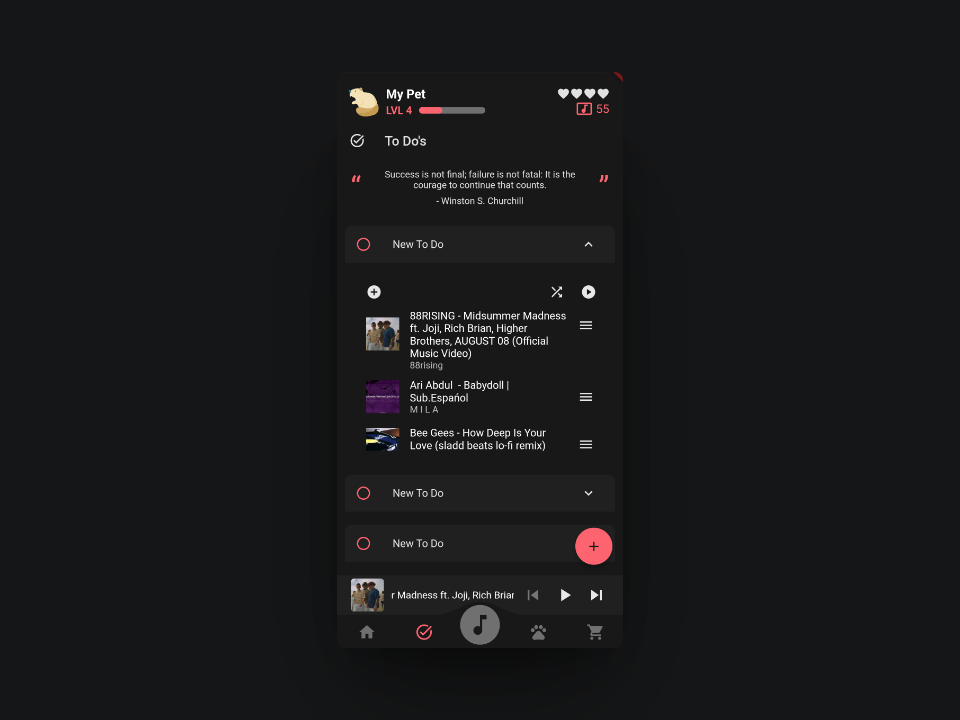 My Pet
LVL 4
55
To Do's
“ Success is not final; failure is not fatal: It is the ”
courage to continue that counts.
- Winston S. Churchill
New To Do
88RISING - Midsummer Madness
ft. Joji, Rich Brian, Higher
Brothers, AUGUST 08 (Official
Music Video)
88rising
Ari Abdul - Babydoll |
Sub.Español
M I L A
Bee Gees - How Deep Is Your
Love (sladd beats lo-fi remix)
New To Do
New To Do
r Madness ft. Joji, Rich Briar